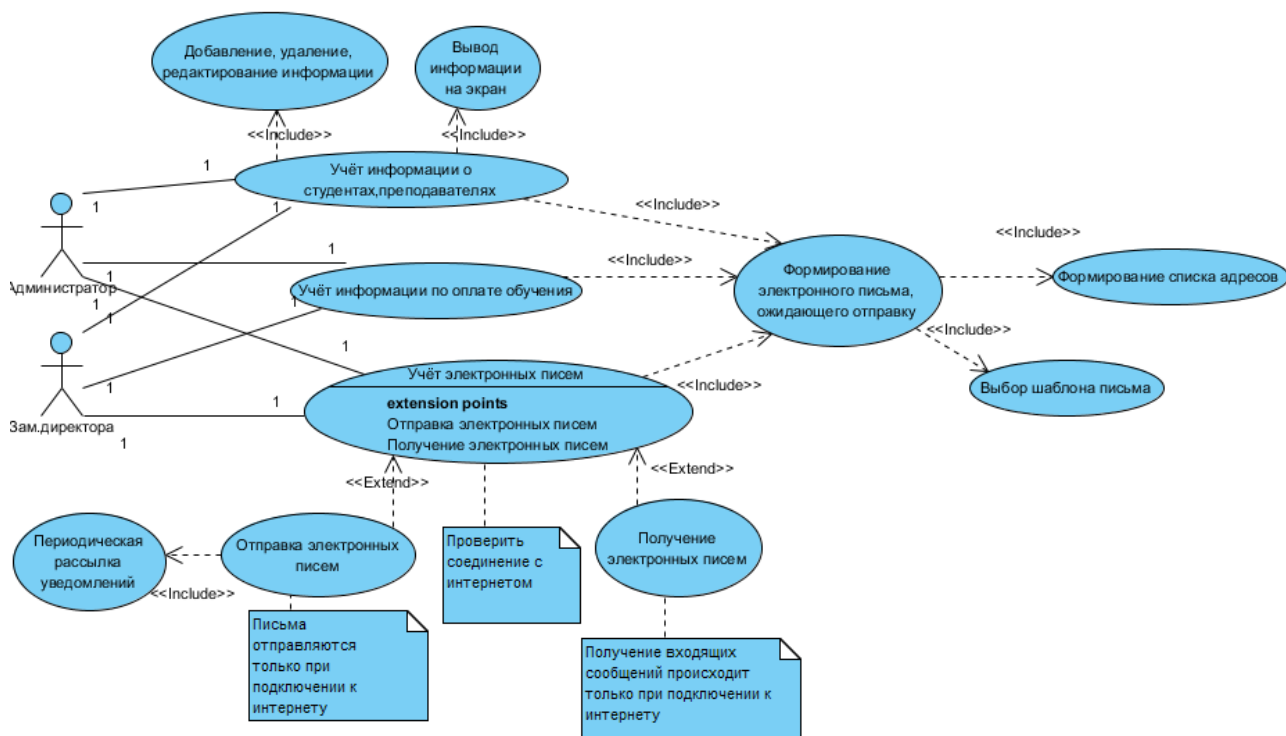 Добавление, удаление,
редактирование информации
Вывод
информации
на экран
<<Include>>
<<Include>>
1
Учёт информации о
студентах,преподавателях
1
1
<<Include>>
<<Include>>
Администратор
1
1
1
<<Include>>
Формирование
электронного письма,
ожидающего отправку
Формирование списка адресов
Учёт информации по оплате обучения
1
1
1
<<Include>>
1
Учёт электронных писем
<<Include>>
Выбор шаблона письма
Зам.директора
1
1
1
extension points
Отправка электронных писем
Получение электронных писем
<<Extend>>
<<Extend>>
Периодическая
рассылка
уведомлений
<<Include>>
Отправка электронных
писем
Проверить
соединение с
интернетом
Получение
электронных писем
Письма
отправляются
только при
подключении к
интернету
Получение входящих
сообщений происходит
только при подключении к
интернету